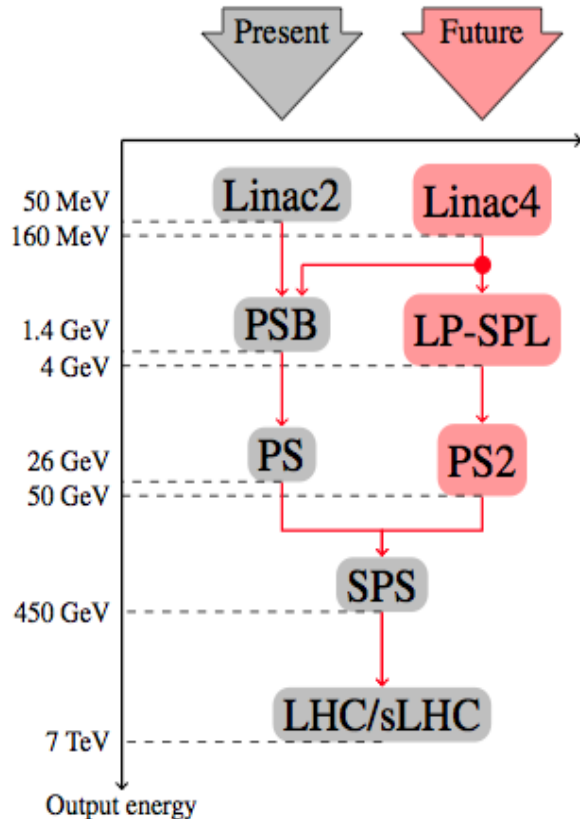 Present
Future
Linac2
Linac4
50 MeV
160 MeV
PSB
LP-SPL
1.4 GeV
4 GeV
PS
PS2
26 GeV
50 GeV
SPS
450 GeV
LHC/sLHC
7 TeV
Output energy